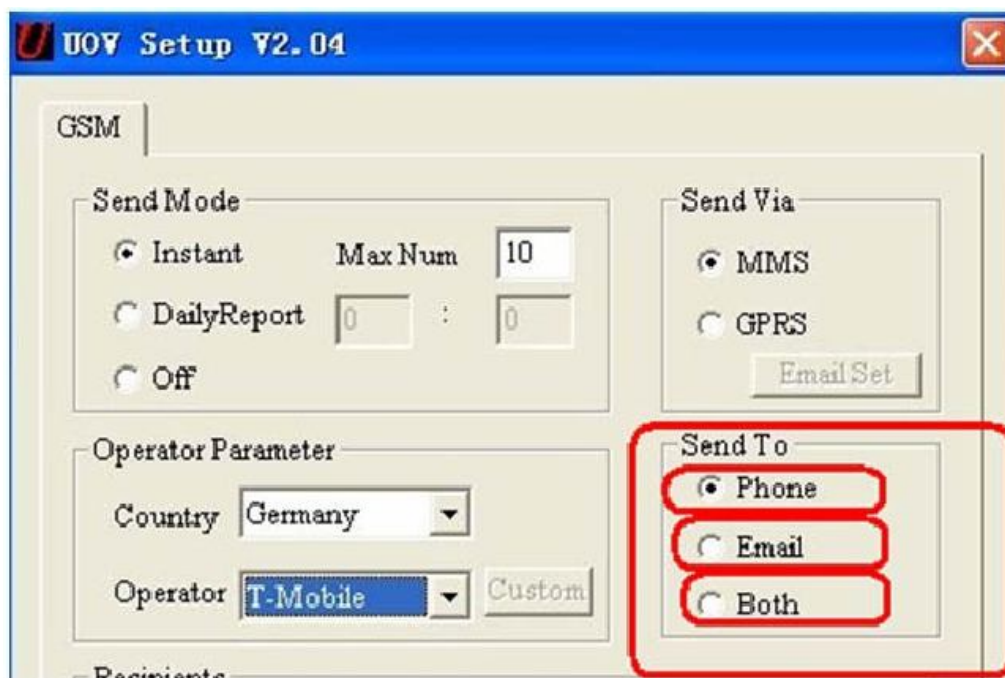 UOV Setup V2.04
GSM
Send Mode
Instant Max Num 10
DailyReport 0 : 0
Off
Send Via
MMS
GPRS
Email Set
Operator Parameter
Country Germany
Operator T-Mobile Custom
Send To
Phone
Email
Both
Recipients